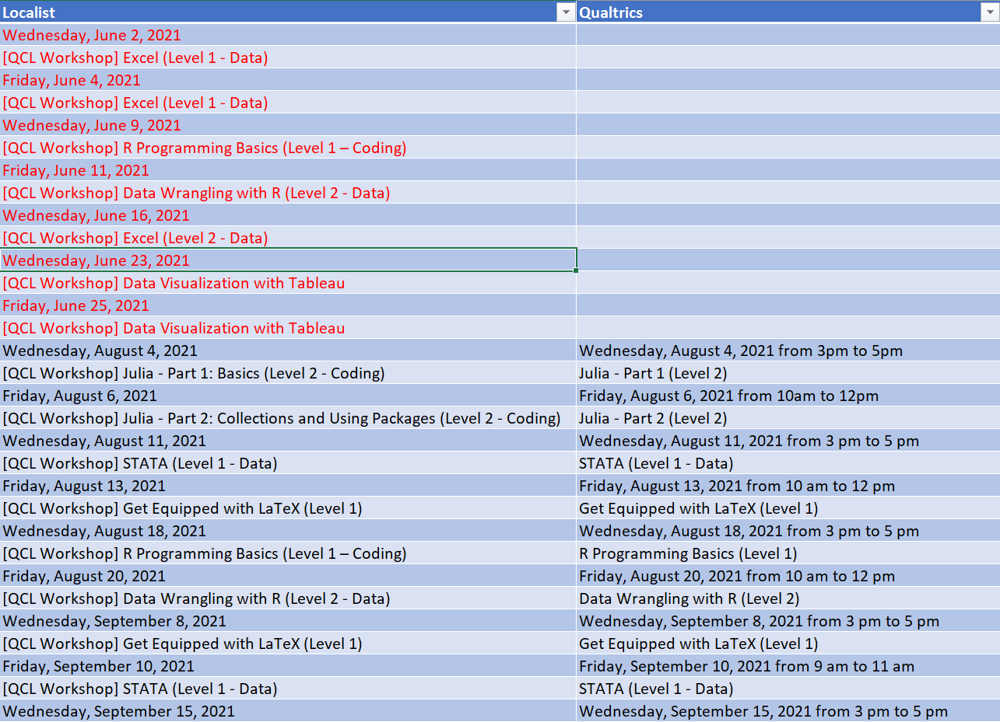 Localist Qualtrics
Wednesday, June 2, 2021
[QCL Workshop] Excel (Level 1 - Data)
Friday, June 4, 2021
[QCL Workshop] Excel (Level 1 - Data)
Wednesday, June 9, 2021
[QCL Workshop] R Programming Basics (Level 1 – Coding)
Friday, June 11, 2021
[QCL Workshop] Data Wrangling with R (Level 2 - Data)
Wednesday, June 16, 2021
[QCL Workshop] Excel (Level 2 - Data)
Wednesday, June 23, 2021
[QCL Workshop] Data Visualization with Tableau
Friday, June 25, 2021
[QCL Workshop] Data Visualization with Tableau
Wednesday, August 4, 2021 Wednesday, August 4, 2021 from 3pm to 5pm
[QCL Workshop] Julia - Part 1: Basics (Level 2 - Coding) Julia - Part 1 (Level 2)
Friday, August 6, 2021 Friday, August 6, 2021 from 10am to 12pm
[QCL Workshop] Julia - Part 2: Collections and Using Packages (Level 2 - Coding) Julia - Part 2 (Level 2)
Wednesday, August 11, 2021 Wednesday, August 11, 2021 from 3 pm to 5 pm
[QCL Workshop] STATA (Level 1 - Data) STATA (Level 1 - Data)
Friday, August 13, 2021 Friday, August 13, 2021 from 10 am to 12 pm
[QCL Workshop] Get Equipped with LaTeX (Level 1) Get Equipped with LaTeX (Level 1)
Wednesday, August 18, 2021 Wednesday, August 18, 2021 from 3 pm to 5 pm
[QCL Workshop] R Programming Basics (Level 1 – Coding) R Programming Basics (Level 1)
Friday, August 20, 2021 Friday, August 20, 2021 from 10 am to 12 pm
[QCL Workshop] Data Wrangling with R (Level 2 - Data) Data Wrangling with R (Level 2)
Wednesday, September 8, 2021 Wednesday, September 8, 2021 from 3 pm to 5 pm
[QCL Workshop] Get Equipped with LaTeX (Level 1) Get Equipped with LaTeX (Level 1)
Friday, September 10, 2021 Friday, September 10, 2021 from 9 am to 11 am
[QCL Workshop] STATA (Level 1 - Data) STATA (Level 1 - Data)
Wednesday, September 15, 2021 Wednesday, September 15, 2021 from 3 pm to 5 pm